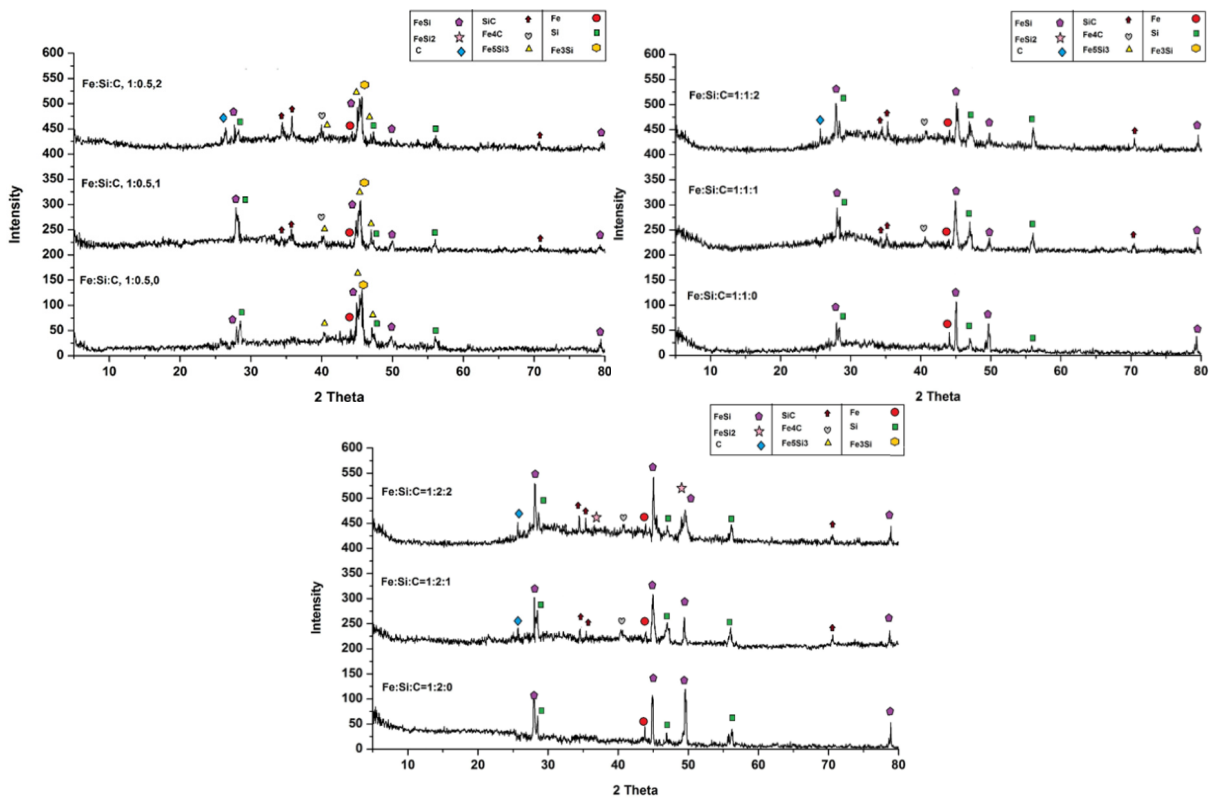 FeSi SiC Fe
FeSi2 Fe4C Si
C Fe5Si3 Fe3Si
600
550
500
450
400
350
300
250
200
150
100
50
0
Intensity
Fe:Si:C, 1:0.5,2
Fe:Si:C, 1:0.5,1
Fe:Si:C, 1:0.5,0
10 20 30 40 50 60 70 80
2 Theta
FeSi SiC Fe
FeSi2 Fe4C Si
C Fe5Si3 Fe3Si
600
550
500
450
400
350
300
250
200
150
100
50
0
Intensity
Fe:Si:C=1:1:2
Fe:Si:C=1:1:1
Fe:Si:C=1:1:0
10 20 30 40 50 60 70 80
2 Theta
FeSi SiC Fe
FeSi2 Fe4C Si
C Fe5Si3 Fe3Si
600
550
500
450
400
350
300
250
200
150
100
50
0
Intensity
Fe:Si:C=1:2:2
Fe:Si:C=1:2:1
Fe:Si:C=1:2:0
10 20 30 40 50 60 70 80
2 Theta